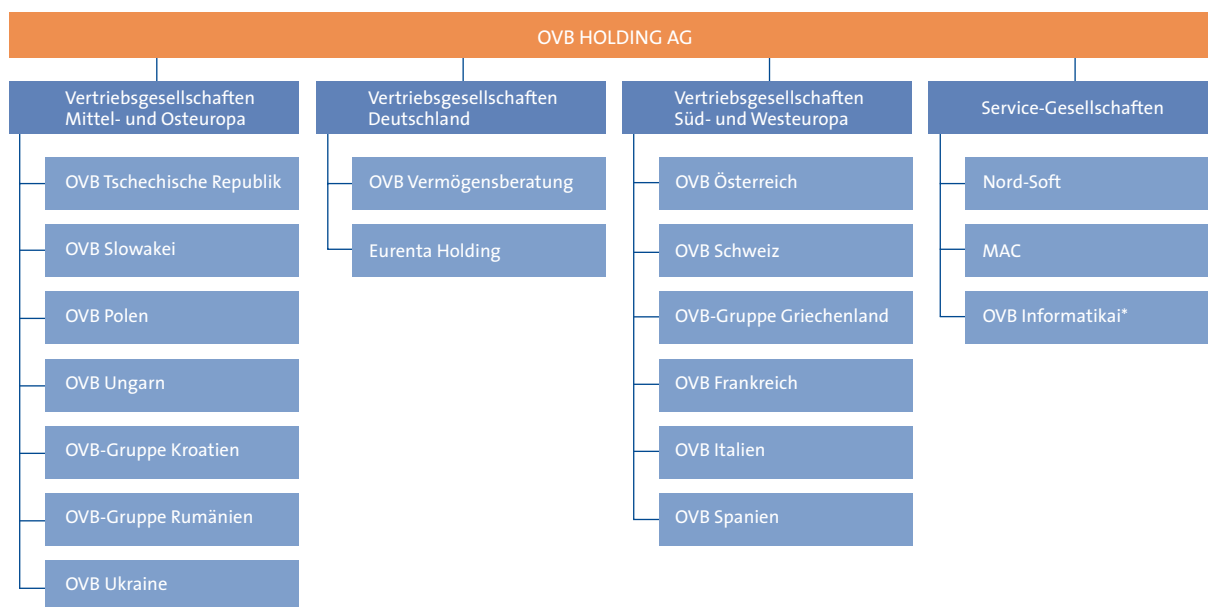 OVB HOLDING AG
Vertriebsgesellschaften
Mittel- und Osteuropa
OVB Tschechische Republik
OVB Slowakei
OVB Polen
OVB Ungarn
OVB-Gruppe Kroatien
OVB-Gruppe Rumänien
OVB Ukraine
Vertriebsgesellschaften
Deutschland
OVB Vermögensberatung
Eurenta Holding
Vertriebsgesellschaften
Süd- und Westeuropa
OVB Österreich
OVB Schweiz
OVB-Gruppe Griechenland
OVB Frankreich
OVB Italien
OVB Spanien
Service-Gesellschaften
Nord-Soft
MAC
OVB Informatikai*